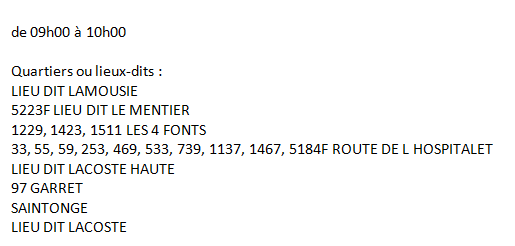 de 09h00 à 10h00
Quartiers ou lieux-dits :
LIEU DIT LAMOUSIE
5223F LIEU DIT LE MENTIER
1229, 1423, 1511 LES 4 FONTS
33, 55, 59, 253, 469, 533, 739, 1137, 1467, 5184F ROUTE DE L HOSPITALET
LIEU DIT LACOSTE HAUTE
97 GARRET
SAINTONGE
LIEU DIT LACOSTE